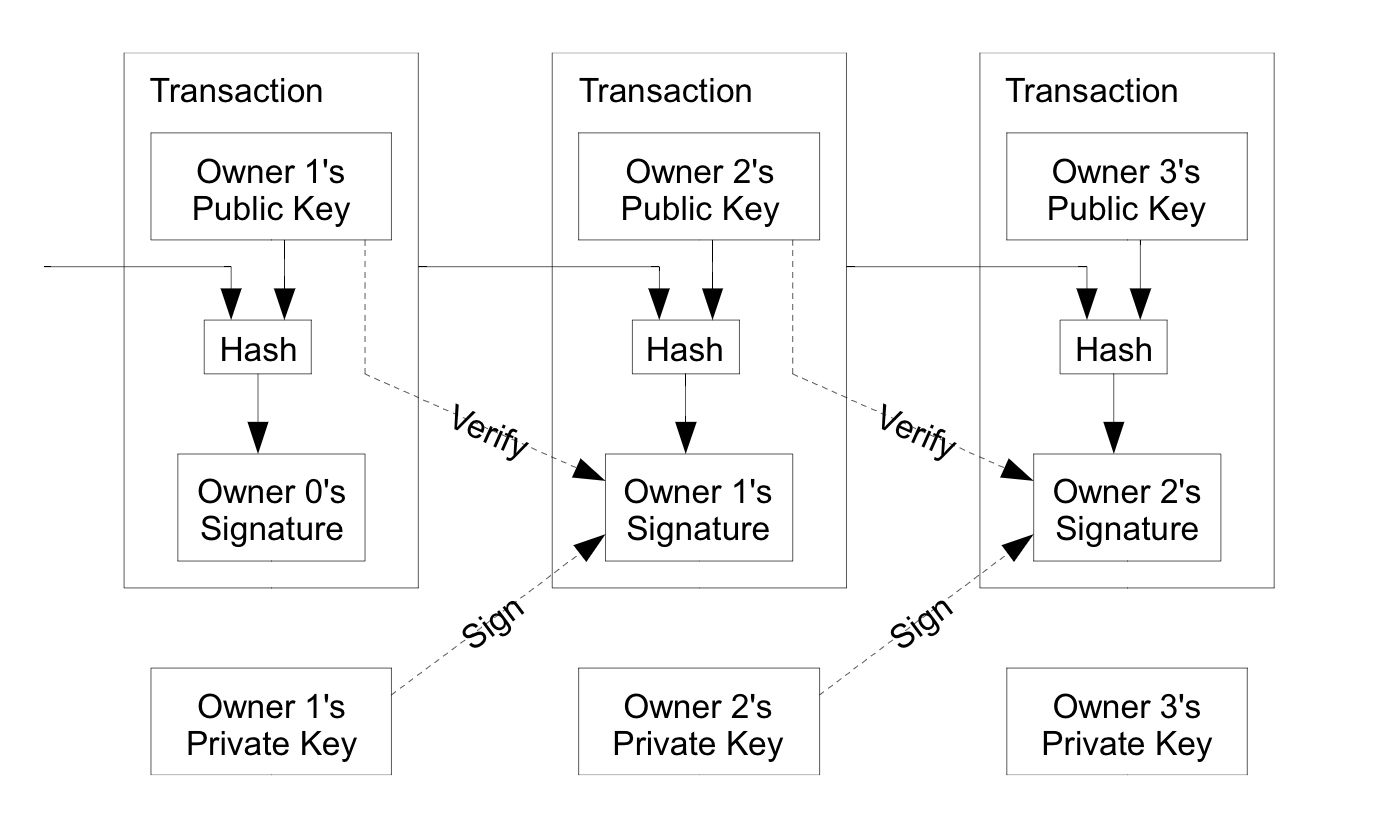 Transaction
Owner 1's
Public Key
Hash
Owner 0's
Signature
Transaction
Owner 2's
Public Key
Hash
Owner 1's
Signature
Transaction
Owner 3's
Public Key
Hash
Owner 2's
Signature
Verify
Verify
Sign
Sign
Owner 1's
Private Key
Owner 2's
Private Key
Owner 3's
Private Key